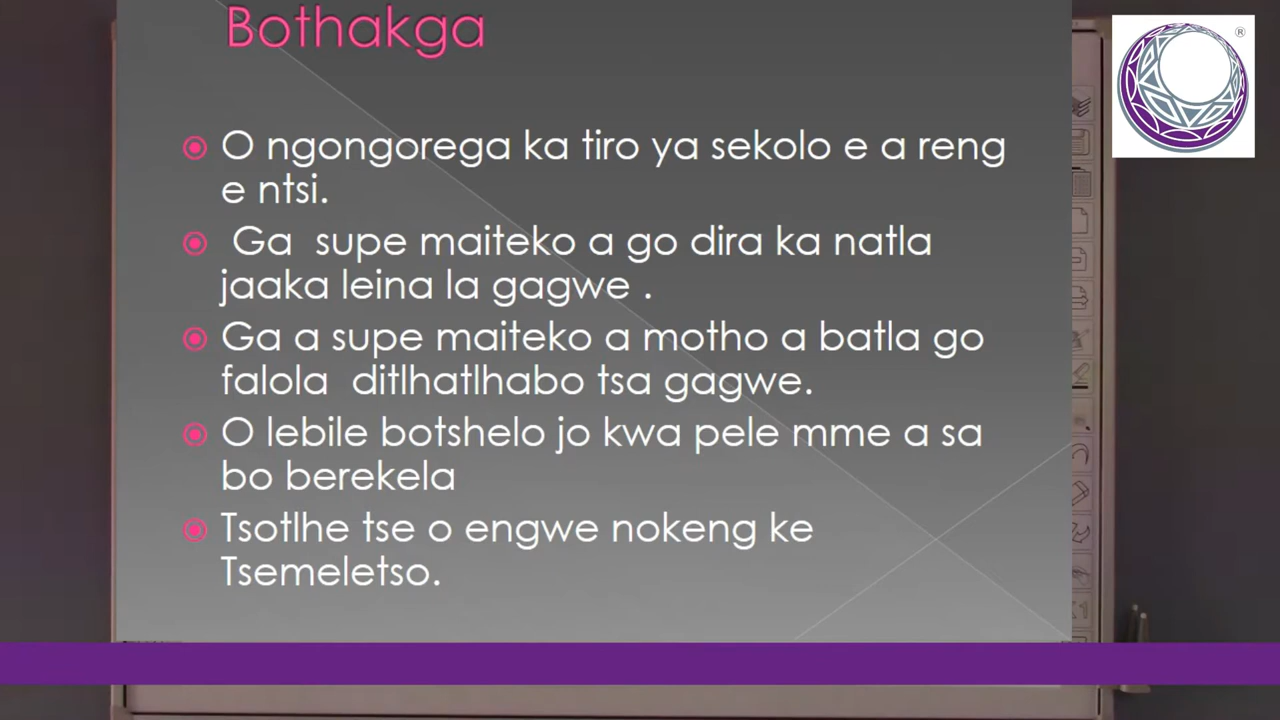 Bothakga
O ngongorega ka tiro ya sekolo e a reng
e ntsi.
Ga supe maiteko a go dira ka natla
jaaka leina la gagwe .
Ga a supe maiteko a motho a batla go
falola ditlhatlhabo tsa gagwe.
O lebile botshelo jo kwa pele mme a sa
bo berekela
Tsotlhe tse o engwe nokeng ke
Tsemeletso.
®